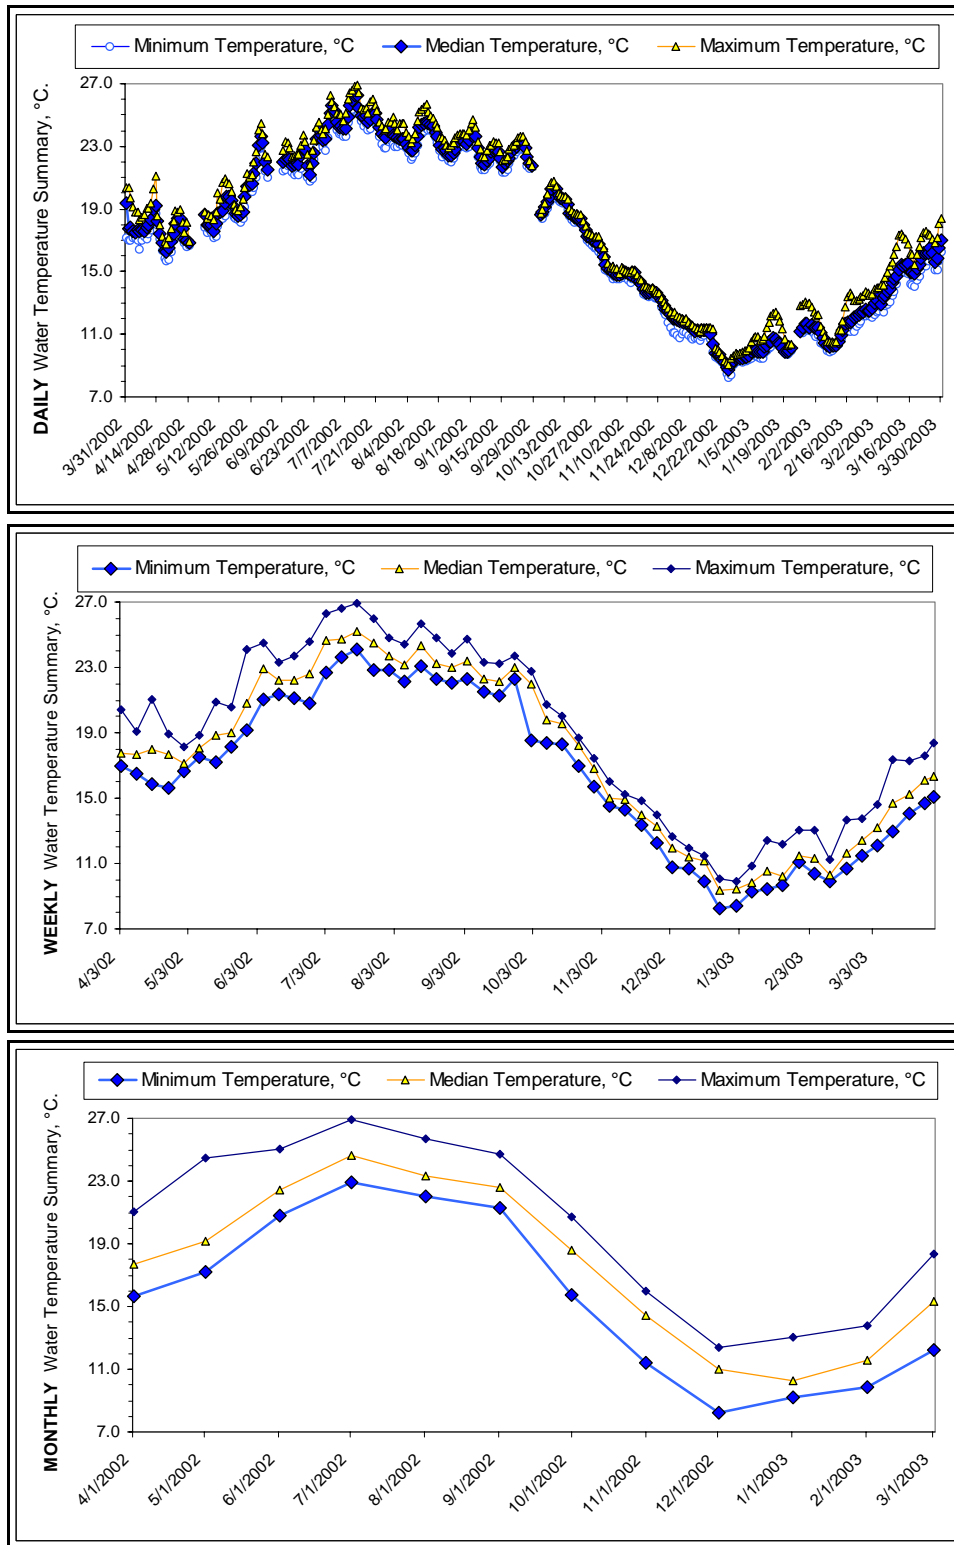 Minimum Temperature, °C Median Temperature, °C Maximum Temperature, °C
DAILY Water Temperature Summary, °C.
27.0
23.0
19.0
15.0
11.0
7.0
3/31/2002 4/14/2002 4/28/2002 5/12/2002 5/26/2002 6/9/2002 6/23/2002 7/7/2002 7/21/2002 8/4/2002 8/18/2002 9/1/2002 9/15/2002 9/29/2002 10/13/2002 10/27/2002 11/10/2002 11/24/2002 12/8/2002 12/22/2002 1/5/2003 1/19/2003 2/2/2003 2/16/2003 3/2/2003 3/16/2003 3/30/2003
Minimum Temperature, °C Median Temperature, °C Maximum Temperature, °C
WEEKLY Water Temperature Summary, °C.
27.0
23.0
19.0
15.0
11.0
7.0
4/3/02 5/3/02 6/3/02 7/3/02 8/3/02 9/3/02 10/3/02 11/3/02 12/3/02 1/3/03 2/3/03 3/3/03
Minimum Temperature, °C Median Temperature, °C Maximum Temperature, °C
MONTHLY Water Temperature Summary, °C.
27.0
23.0
19.0
15.0
11.0
7.0
4/1/2002 5/1/2002 6/1/2002 7/1/2002 8/1/2002 9/1/2002 10/1/2002 11/1/2002 12/1/2002 1/1/2003 2/1/2003 3/1/2003